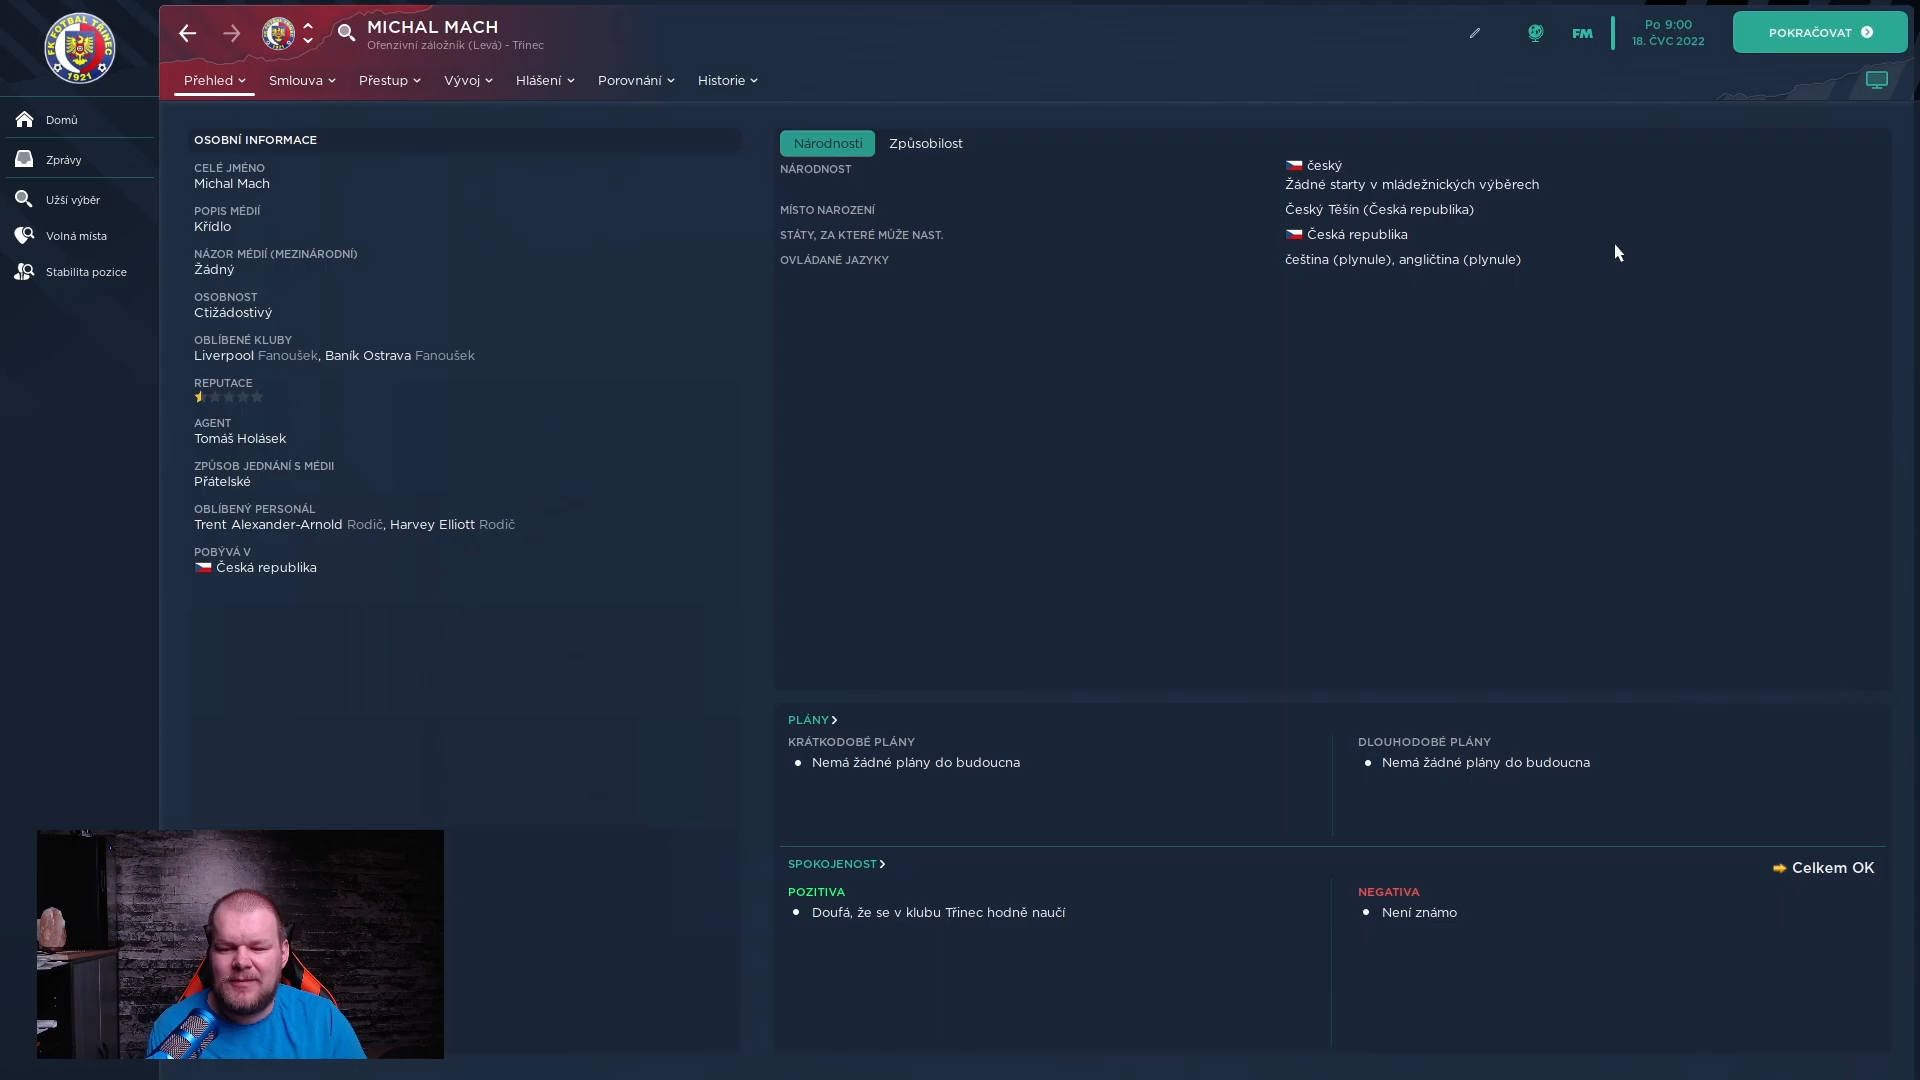 FK FOTBAL TŘINEC
1921
MICHAL MACH
Ofenzivní záložník (Levá) - Třinec
FM
Po 9:00
18. ČVC 2022
POKRAČOVAT
Přehled
Smlouva
Přestup
Vývoj
Hlášení
Porovnání
Historie
Domů
Zprávy
Užší výběr
Volná místa
Stabilita pozice
OSOBNÍ INFORMACE
CELÉ JMÉNO
Michal Mach
POPIS MÉDIÍ
Křídlo
NÁZOR MÉDIÍ (MEZINÁRODNÍ)
Žádný
OSOBNOST
Ctižádostivý
OBLÍBENÉ KLUBY
Liverpool Fanoušek, Baník Ostrava Fanoušek
REPUTACE
AGENT
Tomáš Holásek
ZPŮSOB JEDNÁNÍ S MÉDII
Přátelské
OBLÍBENÝ PERSONÁL
Trent Alexander-Arnold Rodič, Harvey Elliott Rodič
POBÝVÁ V
Česká republika
Národnosti Způsobilost
NÁRODNOST český
Žádné starty v mládežnických výběrech
MÍSTO NAROZENÍ Český Těšín (Česká republika)
STÁTY, ZA KTERÉ MŮŽE NAST. Česká republika
OVLÁDANÉ JAZYKY čeština (plynule), angličtina (plynule)
PLÁNY
KRÁTKODOBÉ PLÁNY
Nemá žádné plány do budoucna
DLOUHODOBÉ PLÁNY
Nemá žádné plány do budoucna
SPOKOJENOST
Celkem OK
POZITIVA
Doufá, že se v klubu Třinec hodně naučí
NEGATIVA
Není známo